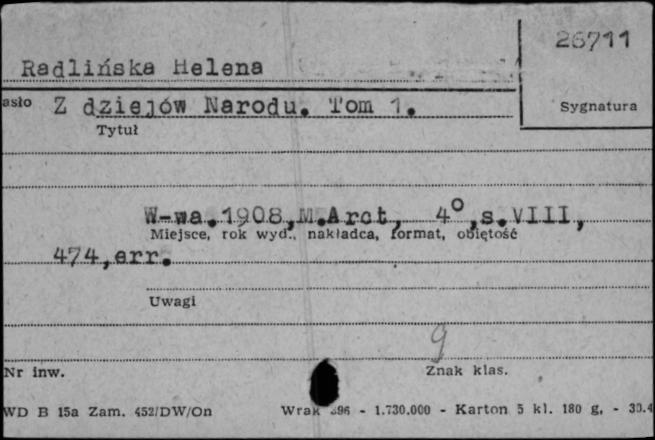 26711
Radlińska Helena
asło Z dziejów Narodu. Tom 1. Sygnatura
Tytuł
W-wa.1908,M.Arct, 4°,s.VIII,
Miejsce, rok wyd., nakładca, format, objętość
474,err.
Uwagi
9
Nr inw. Znak klas.
WD B 15a Zam. 452/DW/On Wrak 396 - 1.730.000 - Karton 5 kl. 180 g, - 30.4